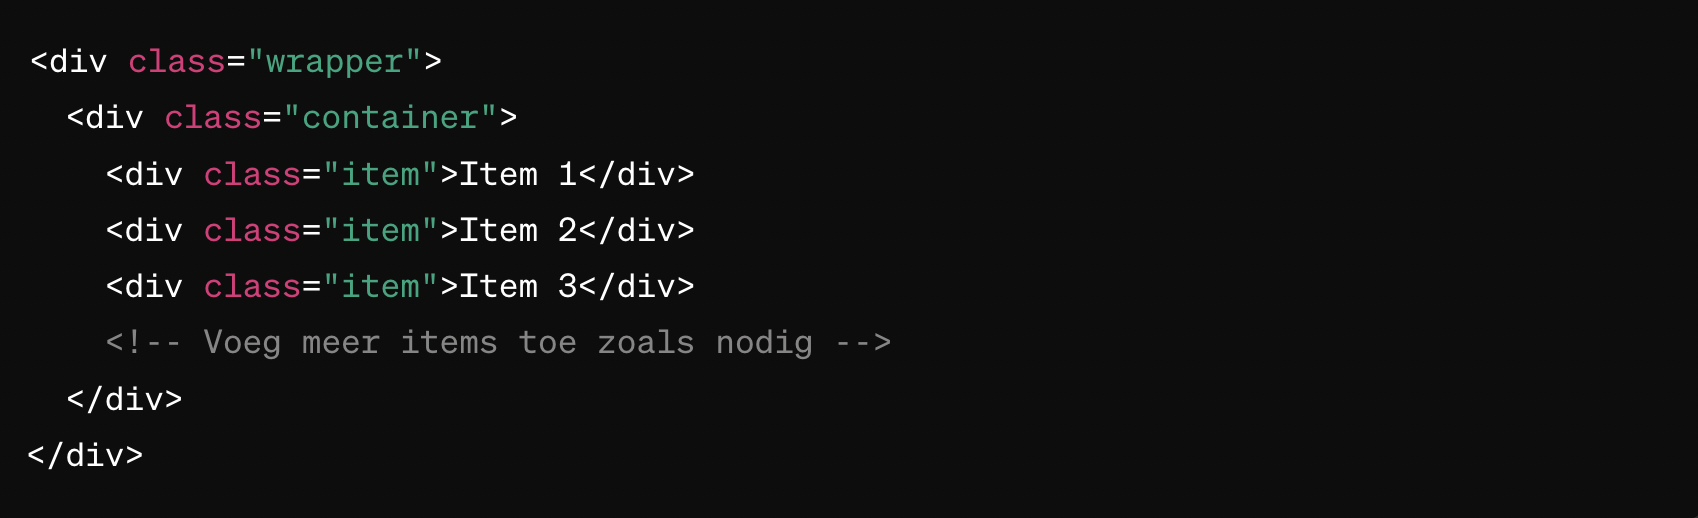 <div class="wrapper">
  <div class="container">
    <div class="item">Item 1</div>
    <div class="item">Item 2</div>
    <div class="item">Item 3</div>
    <!-- Voeg meer items toe zoals nodig -->
  </div>
</div>